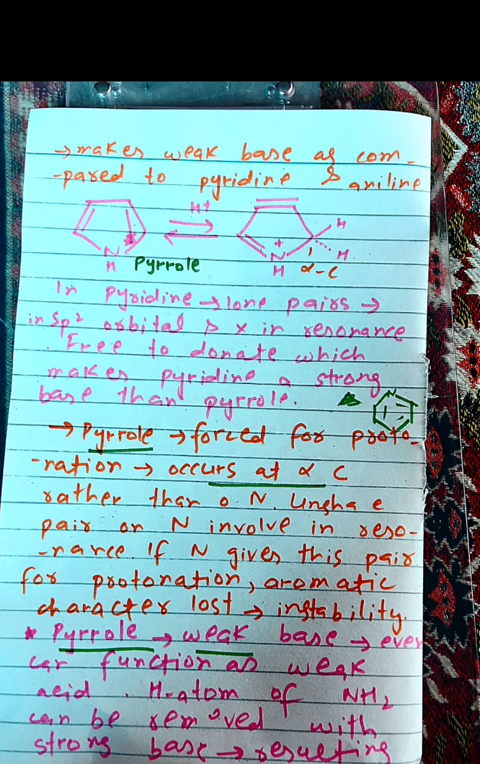 → makes weak base as com-
-pared to pyridine & aniline
H+
H
N
H
Pyrrole
+
N
H
H
α-C
In pyridine → lone pairs →
in Sp² orbital & x in resonance
Free to donate which
makes pyridine a strong
base than pyrrole.
N
→ Pyrrole → forced for proto-
-nation → occurs at α C
rather than o N. Unsha e
pair on N involve in reso-
-nance. If N gives this pair
for protonation, aromatic
character lost → instability.
* Pyrrole → weak base → even
can function as weak
acid. H-atom of NH2
can be removed with
strong base → resulting